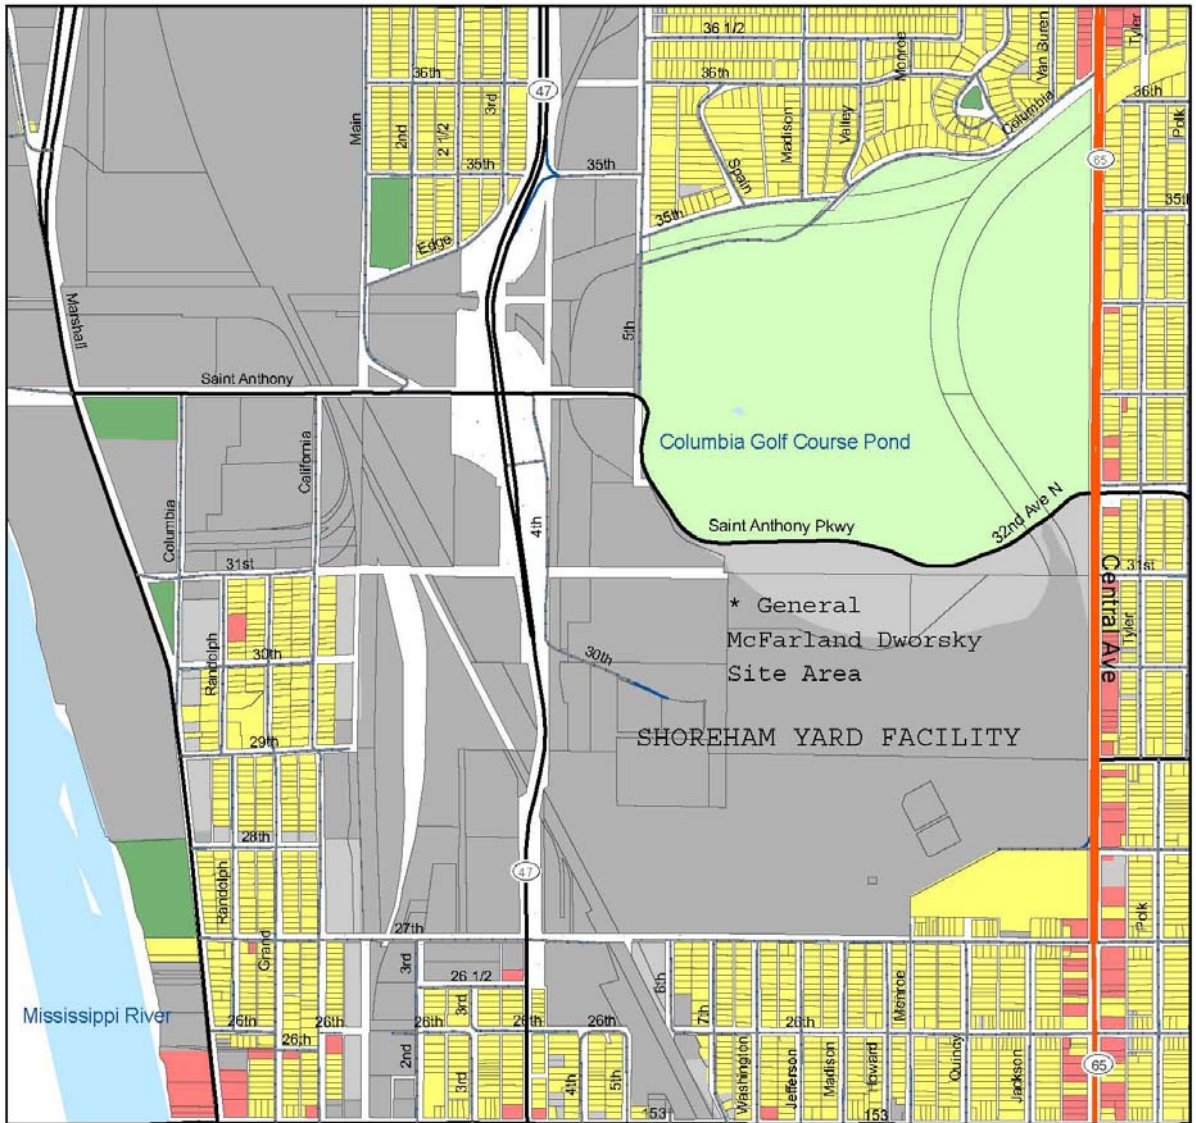 36 1/2
Tyler
Van Buren
Monroe
36th
36th
3rd
47
36th
Main
2nd
2 1/2
Madison
Valley
Columbia
Polk
35th
35th
65
Spain
35th
35th
Edge
Marshall
5th
Saint Anthony
Columbia Golf Course Pond
California
Columbia
4th
Saint Anthony Pkwy
32nd Ave N
31st
31st
Central Ave
* General
McFarland Dworsky
Site Area
Tyler
Randolph
30th
30th
SHOREHAM YARD FACILITY
29th
28th
47
Randolph
Polk
27th
Grand
3rd
26 1/2
6th
3rd
Monroe
Mississippi River
26th
26th
26th
26th
26th
26th
7th
26th
2nd
3rd
4th
5th
Washington
Jefferson
Madison
Howard
Quincy
Jackson
65
153
153